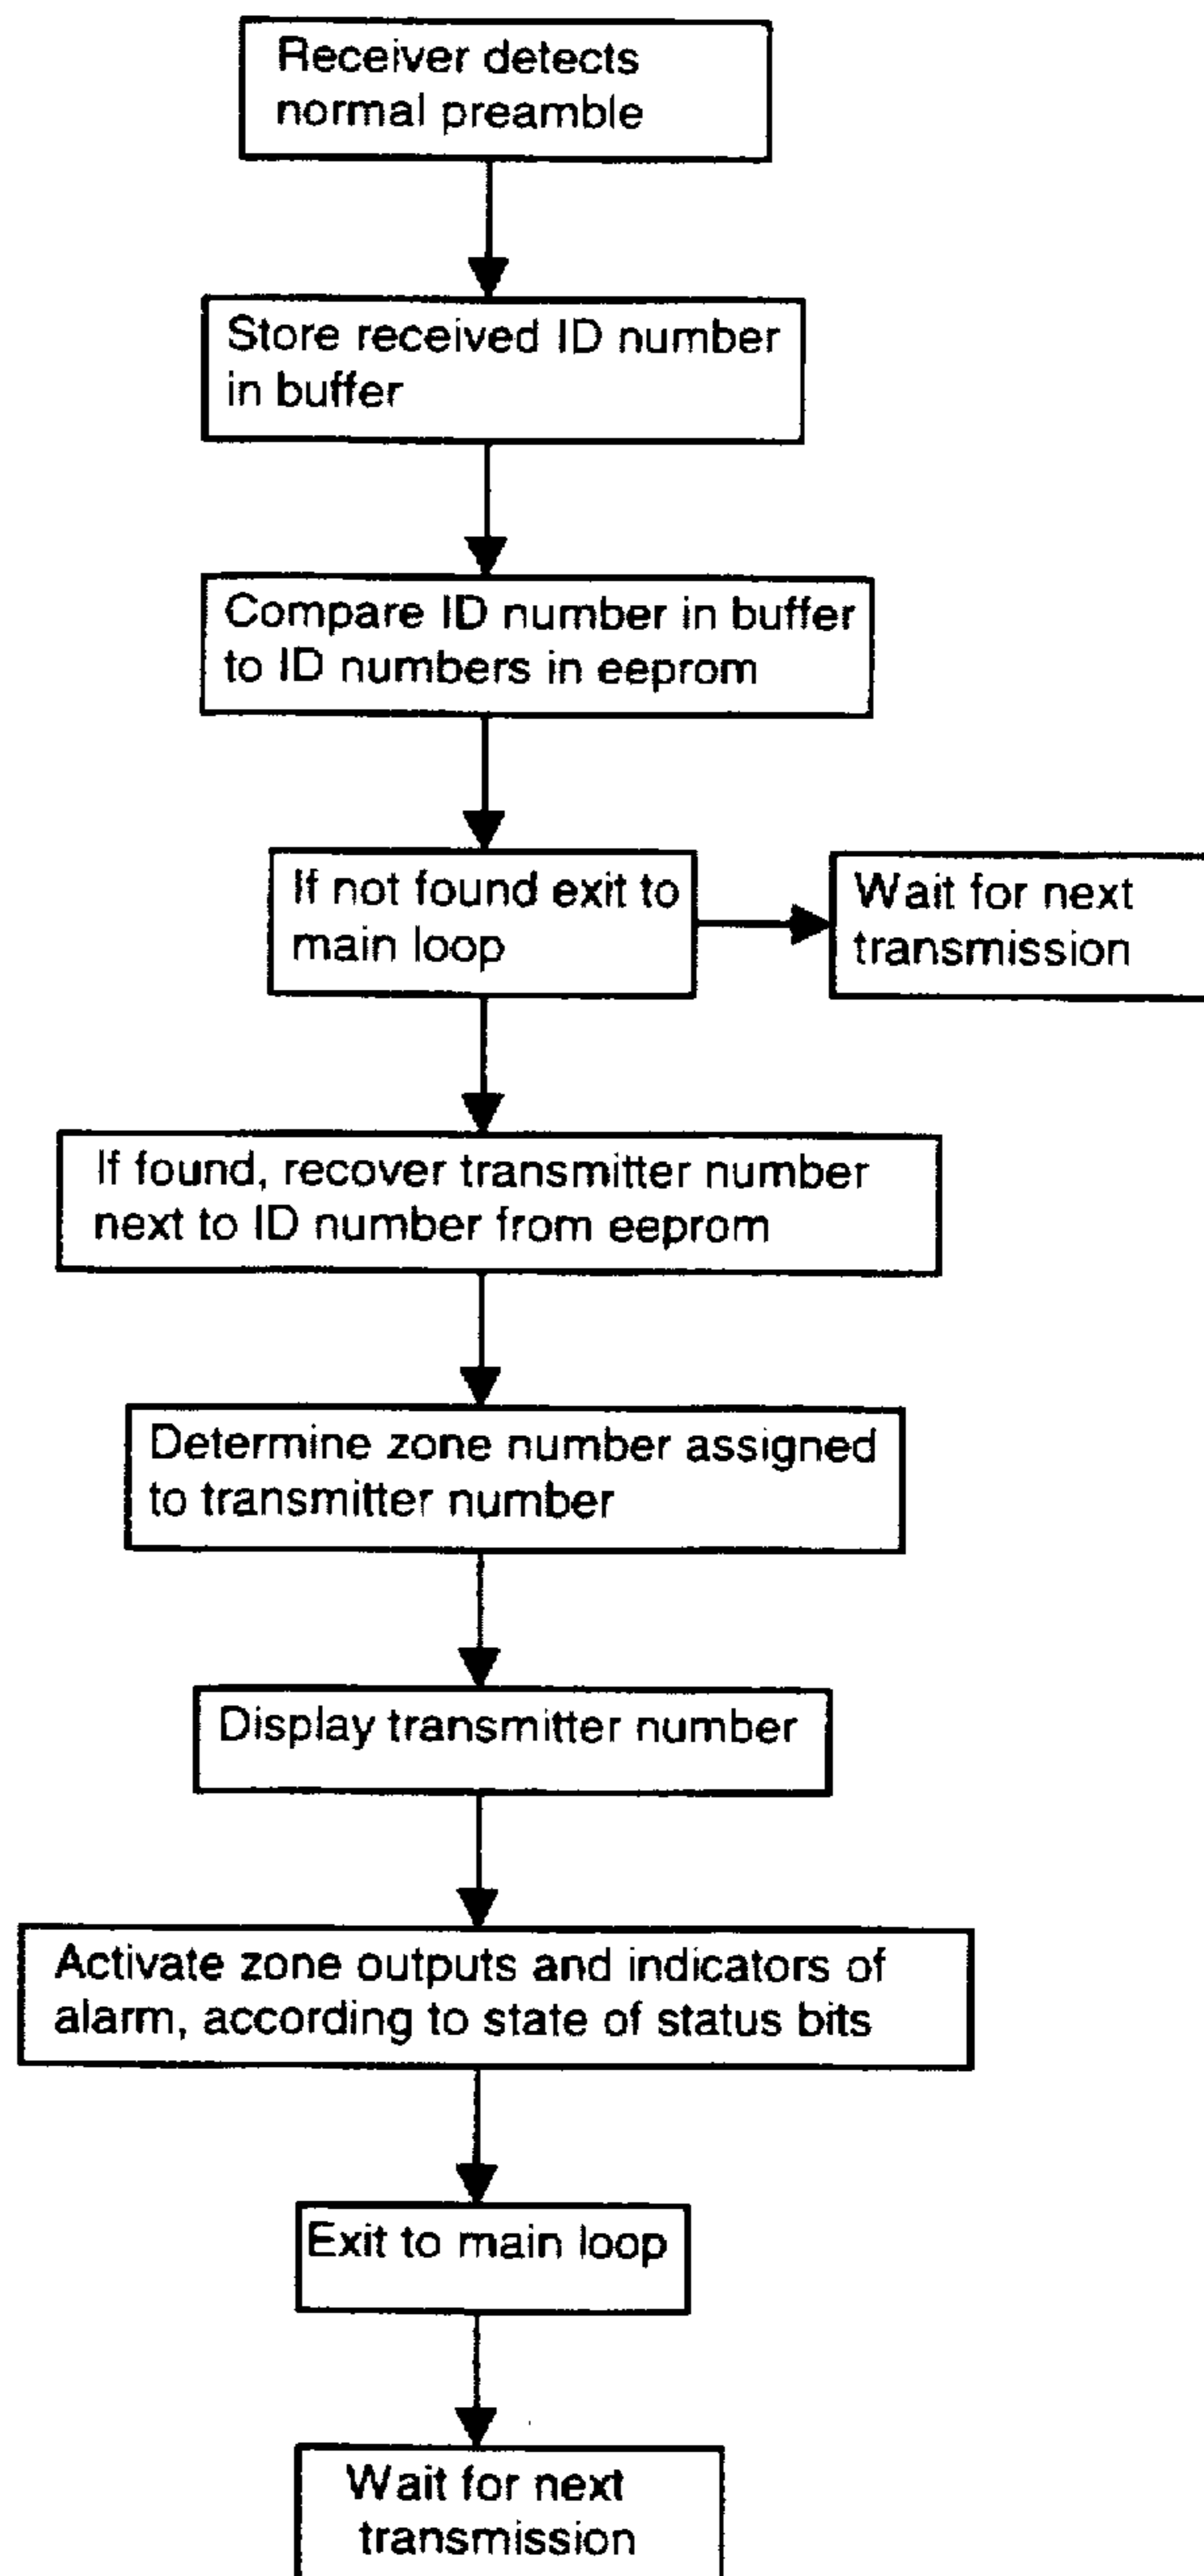 Receiver detects
normal preamble
Store received ID number
in buffer
Compare ID number in buffer
to ID numbers in eeprom
If not found exit to
main loop
Wait for next
transmission
If found, recover transmitter number
next to ID number from eeprom
Determine zone number assigned
to transmitter number
Display transmitter number
Activate zone outputs and indicators of
alarm, according to state of status bits
Exit to main loop
Wait for next
transmission